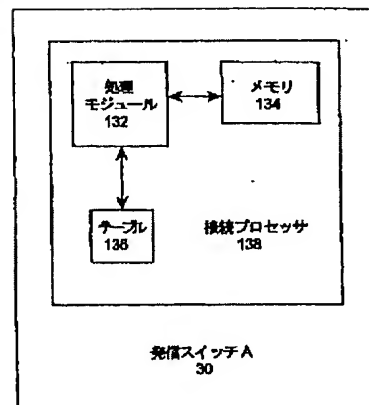 処理
モジュール
132
メモリ
134
テーブル
136
接続プロセッサ
138
発信スイッチ A
30